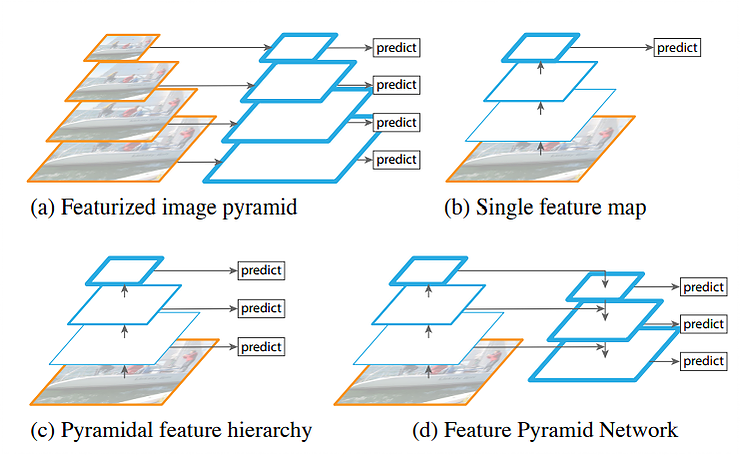 predict
predict
predict
predict
(a) Featurized image pyramid
predict
(b) Single feature map
predict
predict
predict
(c) Pyramidal feature hierarchy
predict
predict
predict
(d) Feature Pyramid Network